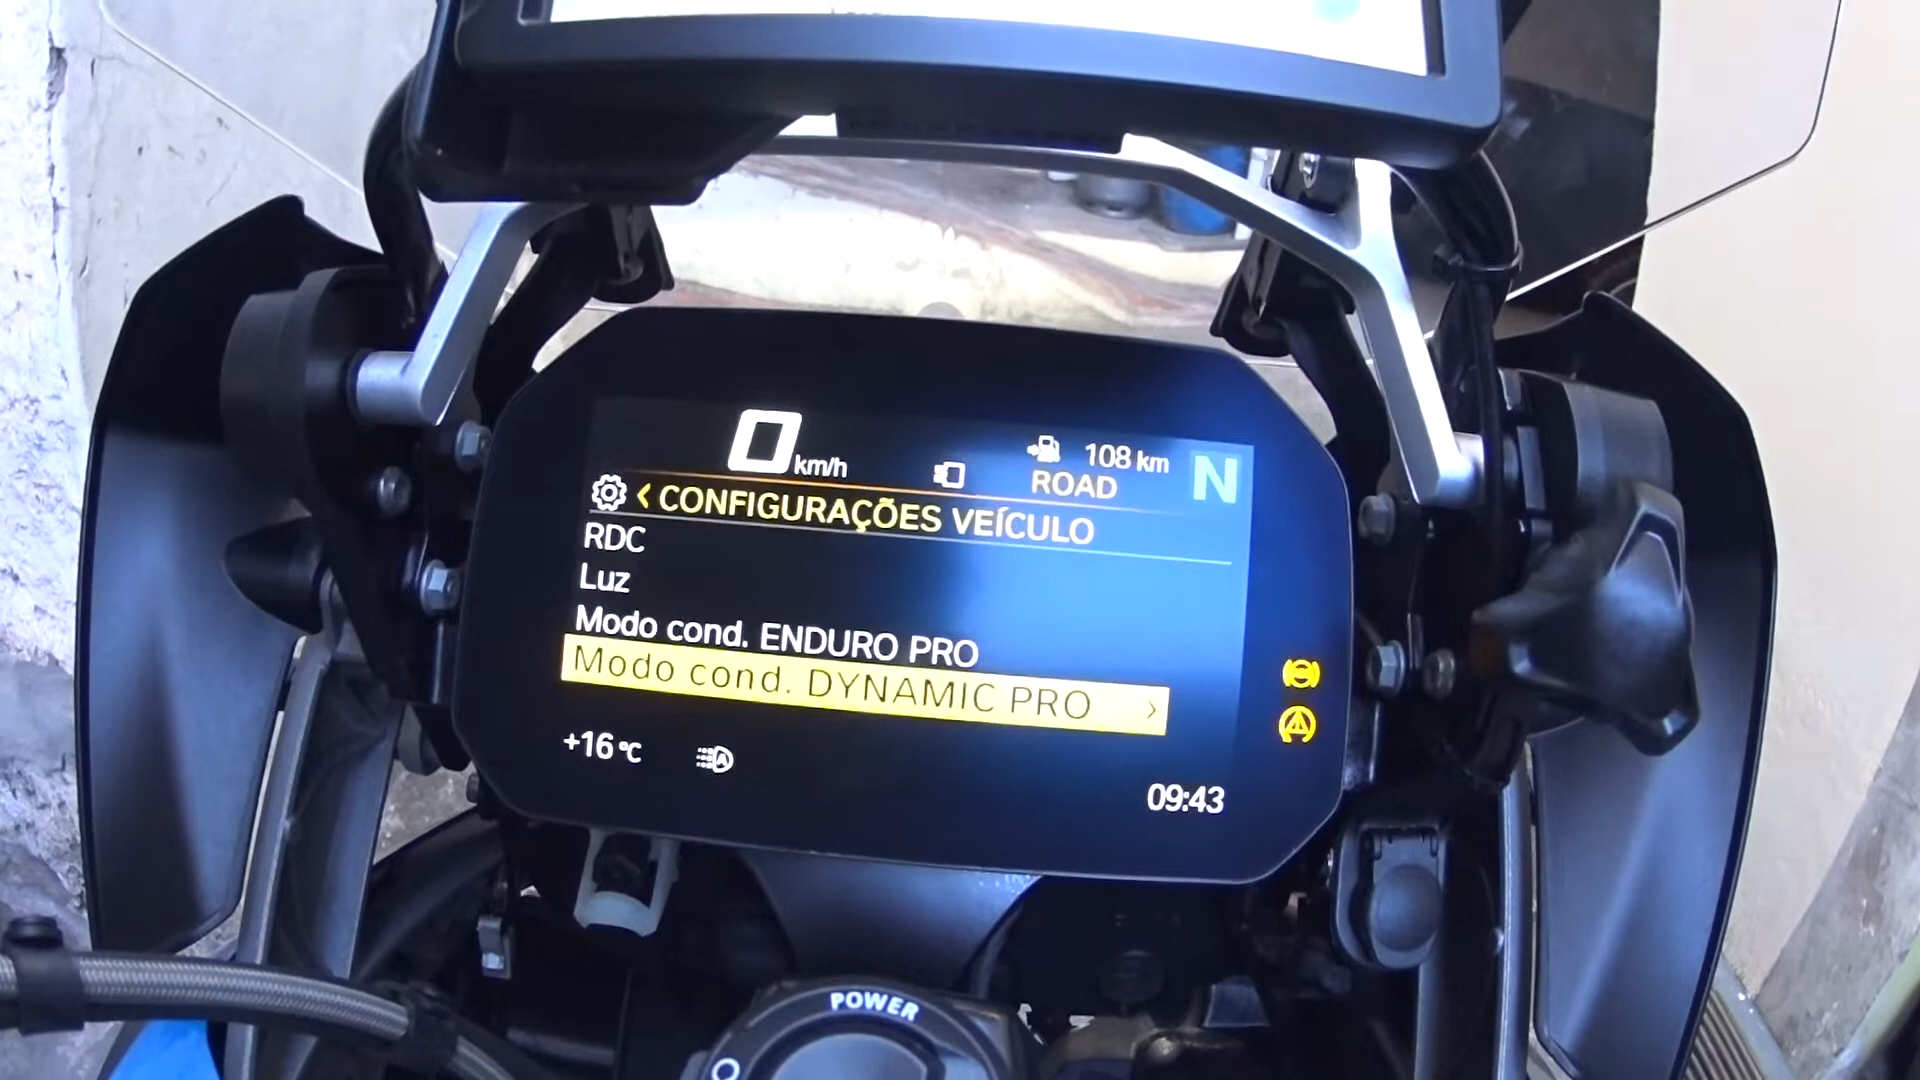 0 km/h
108 km
ROAD
N
CONFIGURAÇÕES VEÍCULO
RDC
Luz
Modo cond. ENDURO PRO
Modo cond. DYNAMIC PRO
+16 °C
A
09:43
POWER